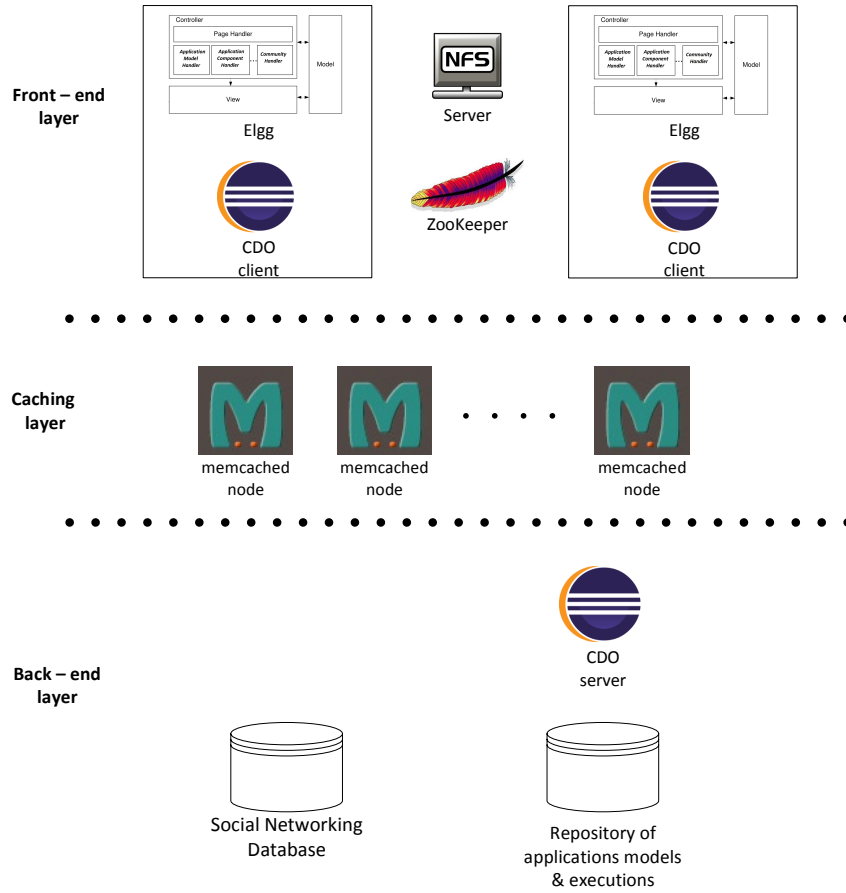 Controller
Page Handler
Application
Model
Handler
Application
Component
Handler
Community
Handler
Model
View
Elgg
CDO
client
NFS
Server
ZooKeeper
Controller
Page Handler
Application
Model
Handler
Application
Component
Handler
Community
Handler
Model
View
Elgg
CDO
client
Front – end
layer
Caching
layer
memcached
node
memcached
node
memcached
node
Back – end
layer
CDO
server
Social Networking
Database
Repository of
applications models
& executions